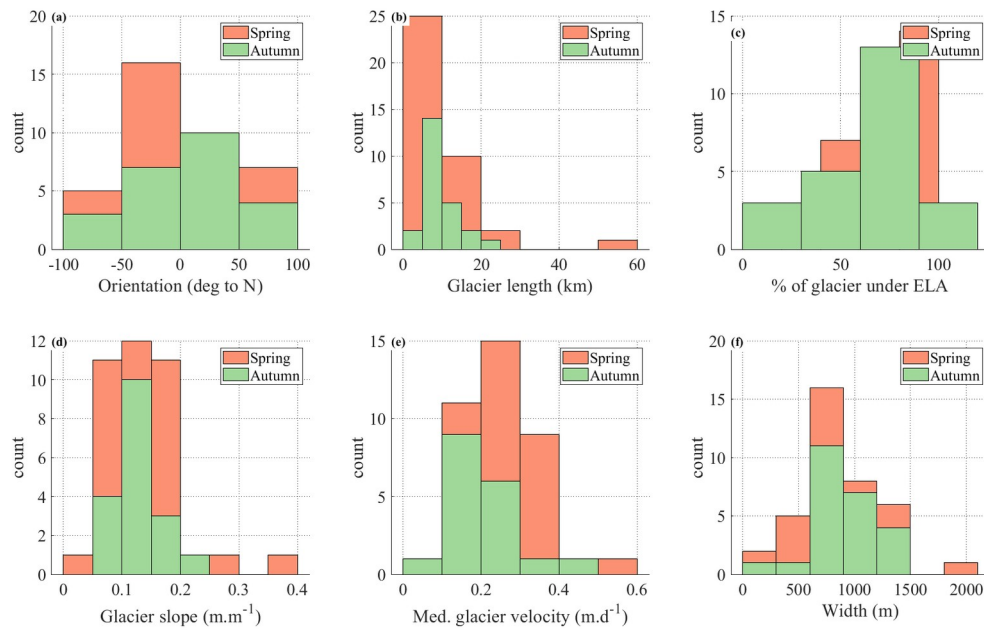 (a)
Spring
Autumn
20
15
10
5
0
count
-100 -50 0 50 100
Orientation (deg to N)
(b)
Spring
Autumn
25
20
15
10
5
0
count
0 20 40 60
Glacier length (km)
(c)
Spring
Autumn
15
10
5
0
count
0 50 100
% of glacier under ELA
(d)
Spring
Autumn
12
10
8
6
4
2
0
count
0 0.1 0.2 0.3 0.4
Glacier slope (m.m⁻¹)
(e)
Spring
Autumn
15
10
5
0
count
0 0.2 0.4 0.6
Med. glacier velocity (m.d⁻¹)
(f)
Spring
Autumn
20
15
10
5
0
count
0 500 1000 1500 2000
Width (m)